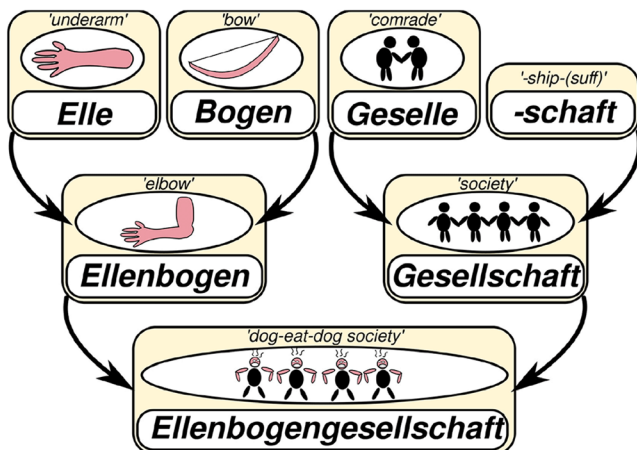 'underarm'
Elle
'bow'
Bogen
'comrade'
Geselle
'-ship-(suff)'
-schaft
'elbow'
Ellenbogen
'society'
Gesellschaft
'dog-eat-dog society'
Ellenbogengesellschaft